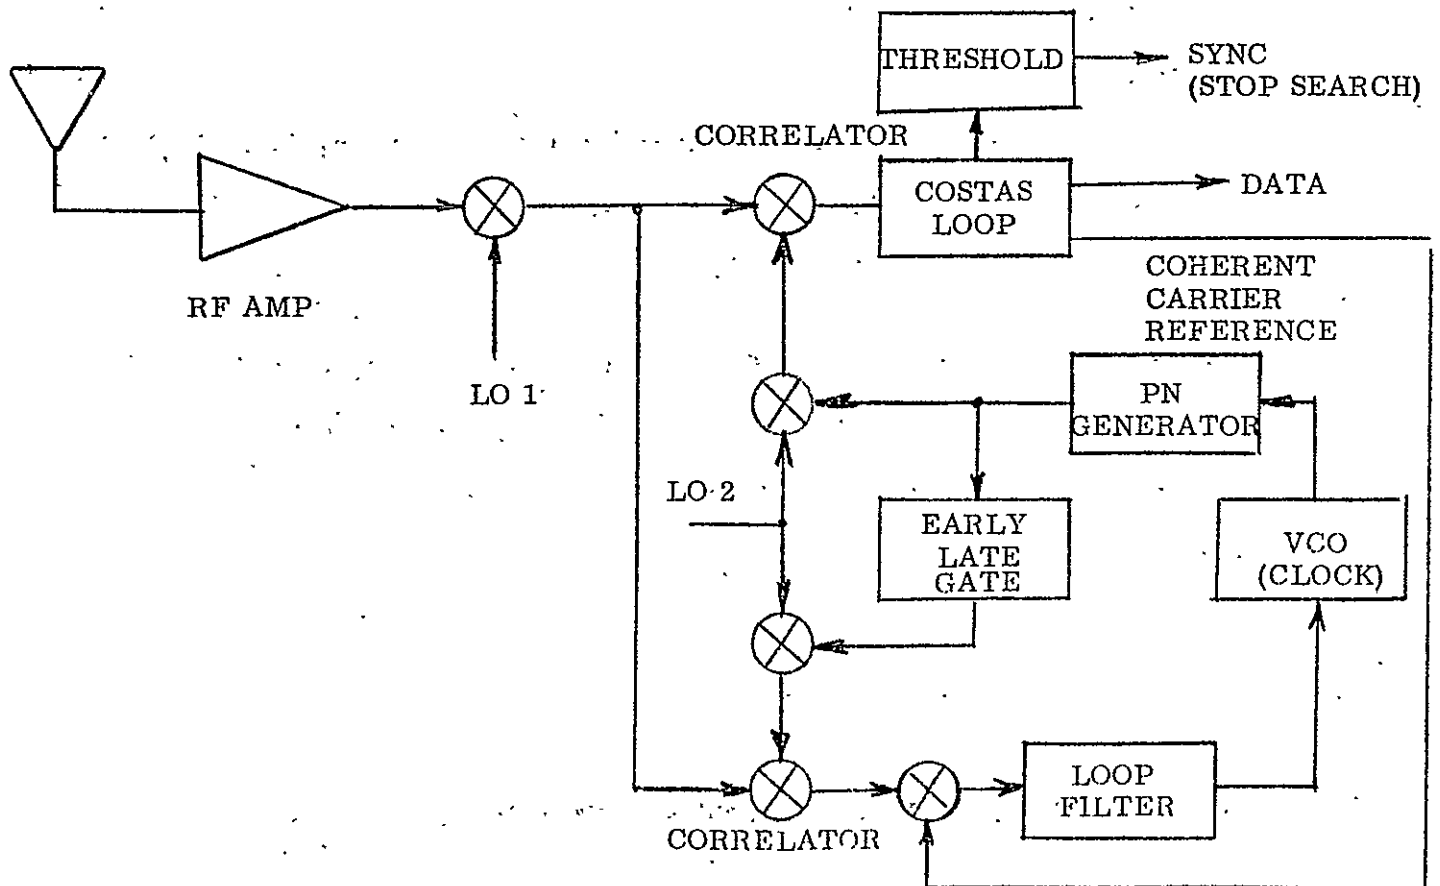 THRESHOLD
SYNC
(STOP SEARCH)
CORRELATOR
COSTAS
LOOP
DATA
RF AMP
LO 1
COHERENT
CARRIER
REFERENCE
PN
GENERATOR
LO 2
EARLY
LATE
GATE
VCO
(CLOCK)
LOOP
FILTER
CORRELATOR